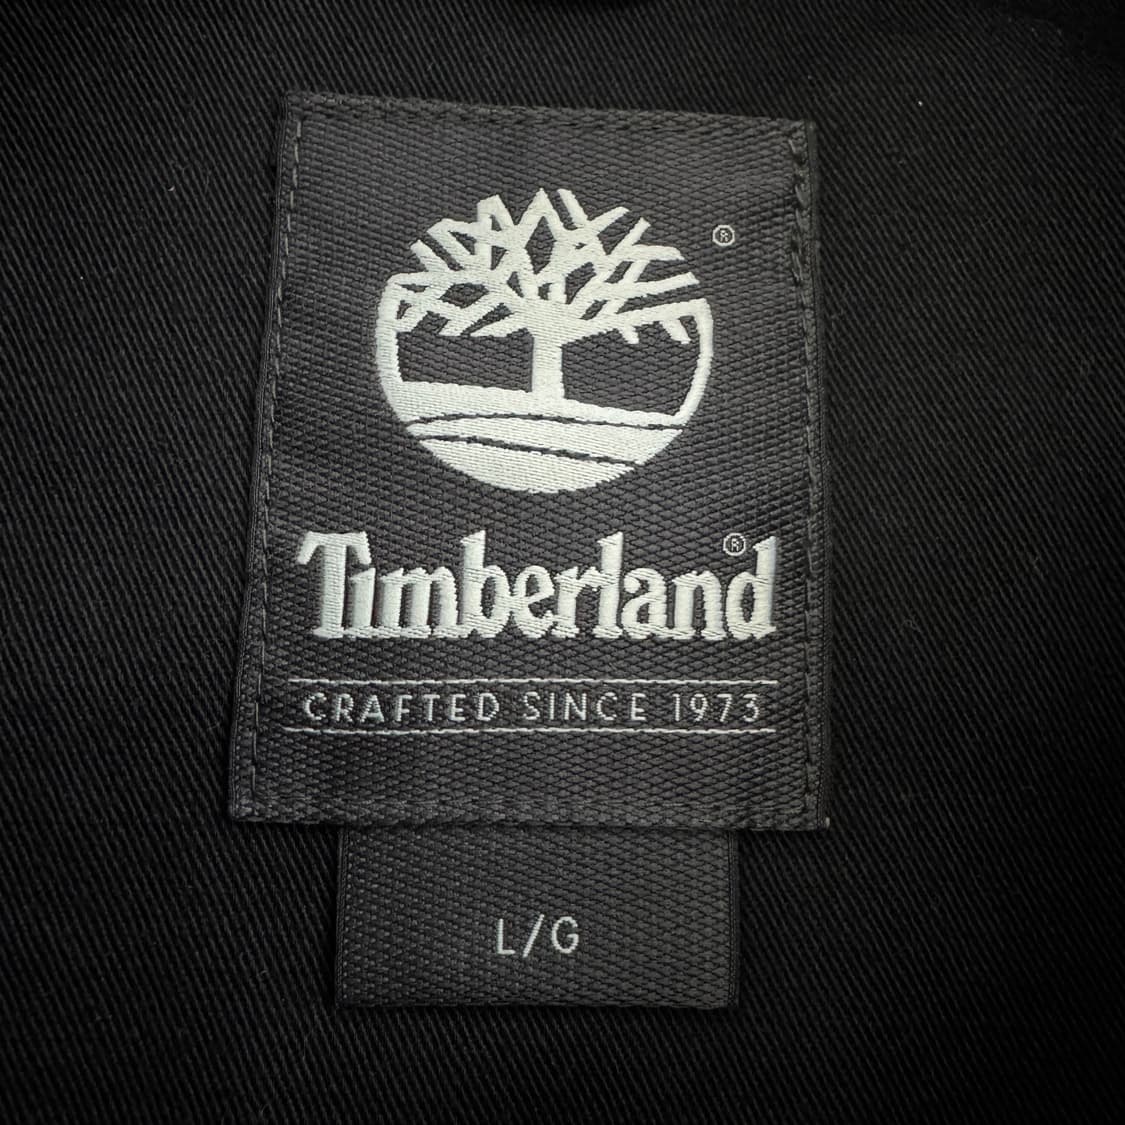 ®
Timberland®
CRAFTED SINCE 1973
L/G